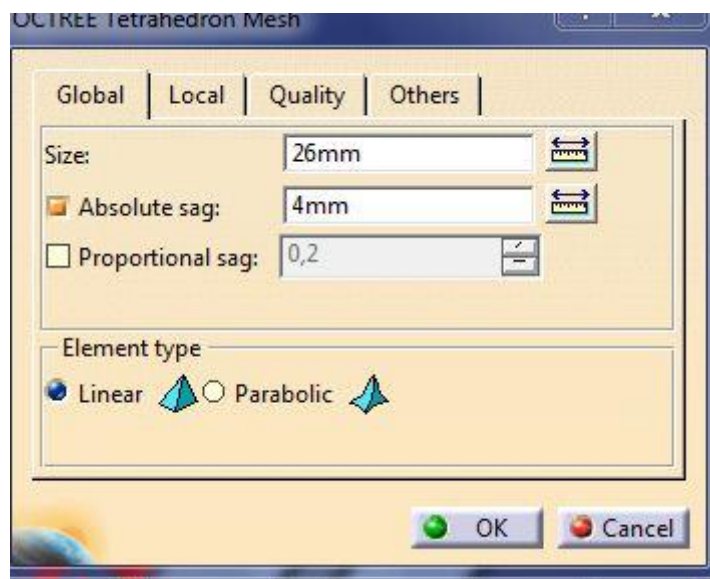 OCTREE Tetrahedron Mesh
Global Local Quality Others
Size: 26mm
Absolute sag: 4mm
Proportional sag: 0,2
Element type
Linear Parabolic
OK Cancel